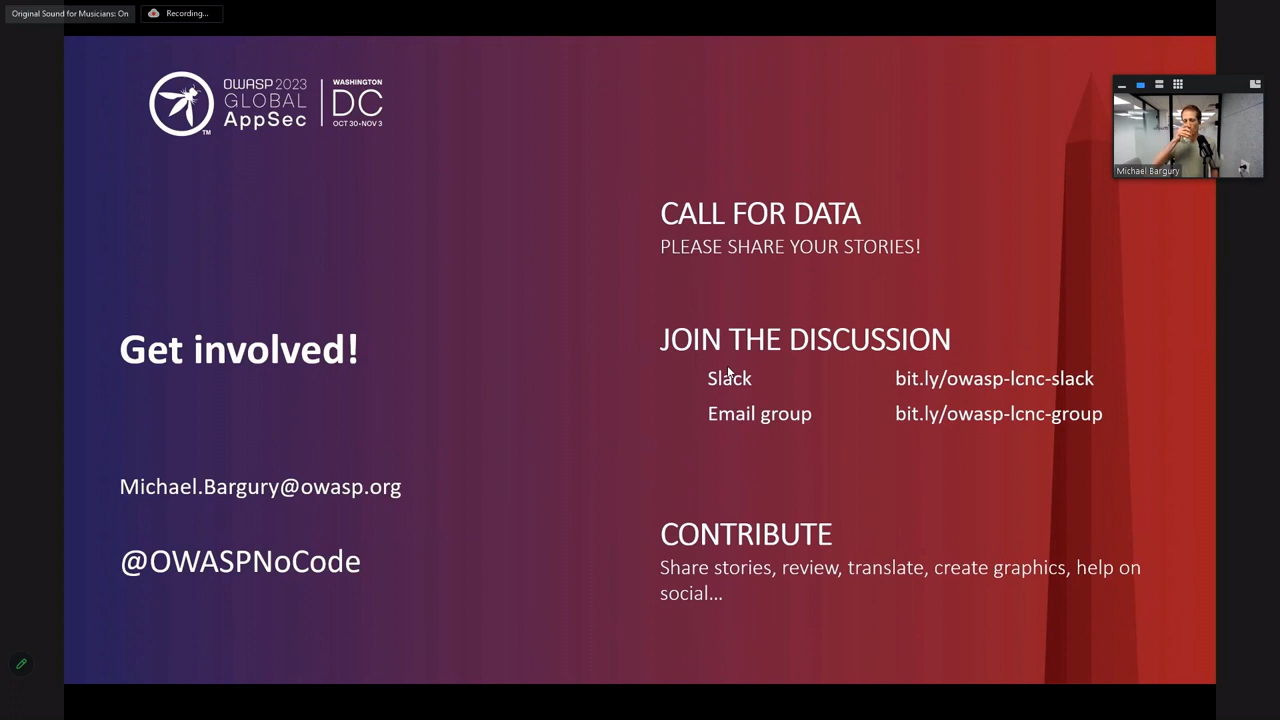 Original Sound for Musicians: On
Recording...
OWASP 2023
GLOBAL
AppSec
TM
WASHINGTON
DC
OCT 30•NOV 3
Michael Bargury
Get involved!
Michael.Bargury@owasp.org
@OWASPNoCode
CALL FOR DATA
PLEASE SHARE YOUR STORIES!
JOIN THE DISCUSSION
Slack bit.ly/owasp-lcnc-slack
Email group bit.ly/owasp-lcnc-group
CONTRIBUTE
Share stories, review, translate, create graphics, help on
social...